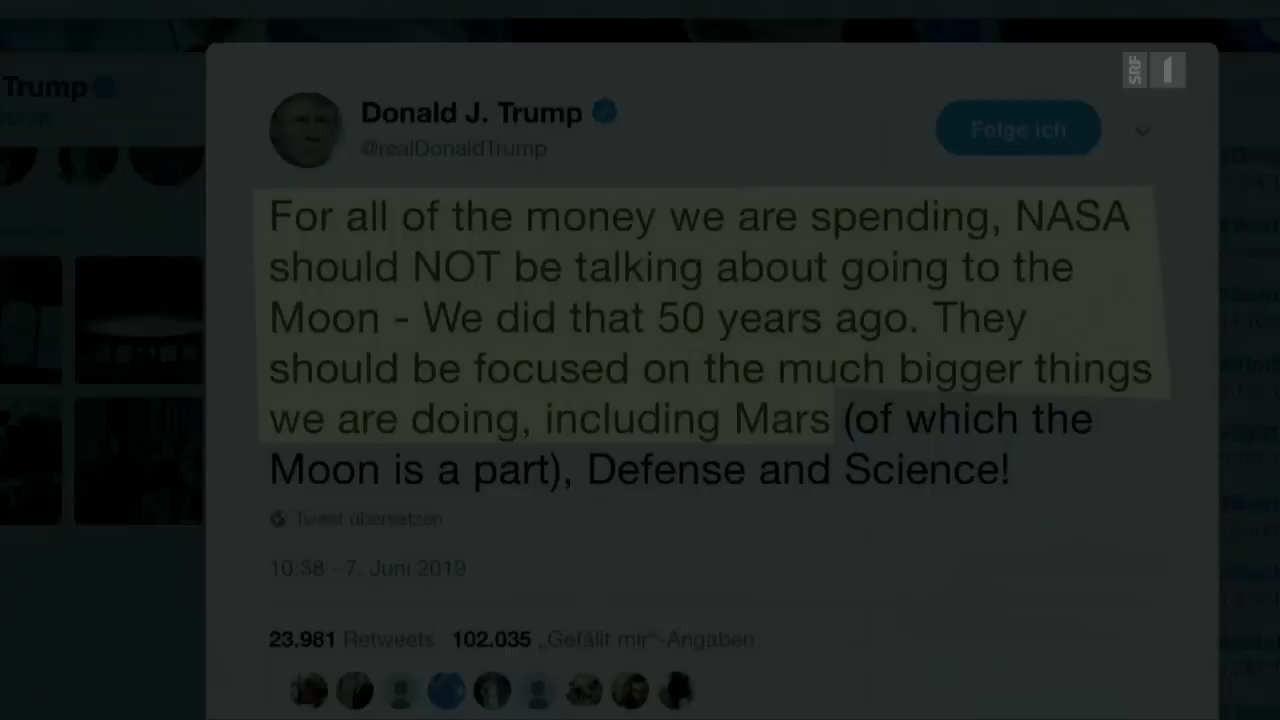 SRF 1
Trump
Donald J. Trump
@realDonaldTrump
Folge ich
For all of the money we are spending, NASA
should NOT be talking about going to the
Moon - We did that 50 years ago. They
should be focused on the much bigger things
we are doing, including Mars (of which the
Moon is a part), Defense and Science!
Tweet übersetzen
10:38 - 7. Juni 2019
23.981 Retweets 102.035 „Gefällt mir“-Angaben